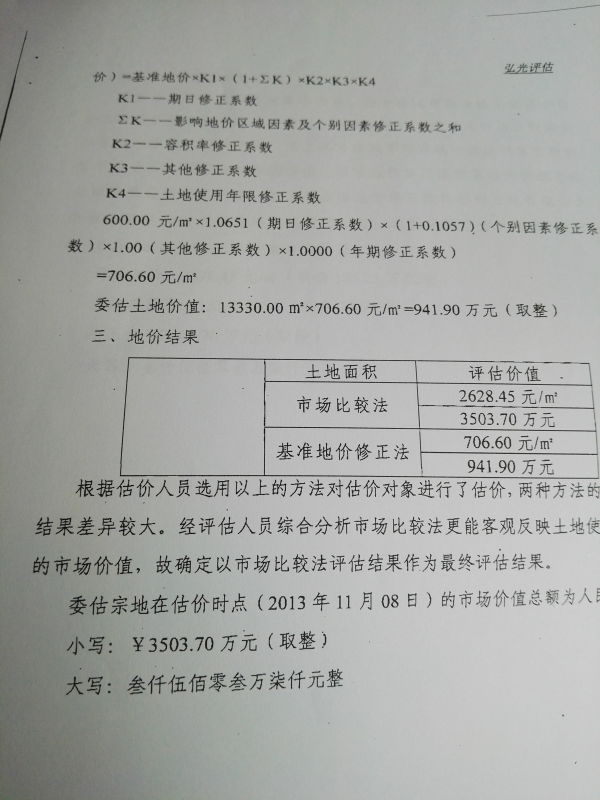 弘光评估
价）=基准地价×K1×（1+ΣK）×K2×K3×K4
K1——期日修正系数
ΣK——影响地价区域因素及个别因素修正系数之和
K2——容积率修正系数
K3——其他修正系数
K4——土地使用年限修正系数
600.00 元/㎡×1.0651（期日修正系数）×（1+0.1057）（个别因素修正系
数）×1.00（其他修正系数）×1.0000（年期修正系数）
=706.60 元/㎡
委估土地价值：13330.00 ㎡×706.60 元/㎡=941.90 万元（取整）
三、地价结果
土地面积 评估价值
市场比较法 2628.45 元/㎡
3503.70 万元
基准地价修正法 706.60 元/㎡
941.90 万元
根据估价人员选用以上的方法对估价对象进行了估价，两种方法的
结果差异较大。经评估人员综合分析市场比较法更能客观反映土地使
的市场价值，故确定以市场比较法评估结果作为最终评估结果。
委估宗地在估价时点（2013 年 11 月 08 日）的市场价值总额为人民
小写：￥3503.70 万元（取整）
大写：叁仟伍佰零叁万柒仟元整